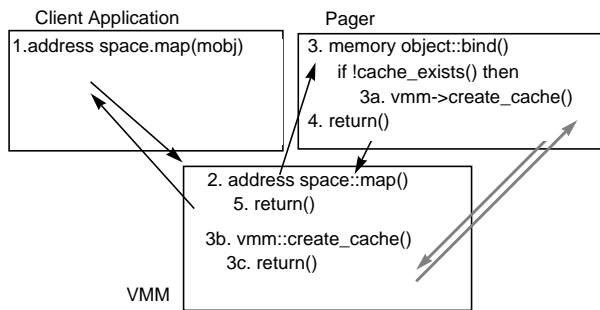 Client Application
1.address space.map(mobj)
Pager
3. memory object::bind()
if !cache_exists() then
3a. vmm->create_cache()
4. return()
2. address space::map()
5. return()
3b. vmm::create_cache()
3c. return()
VMM